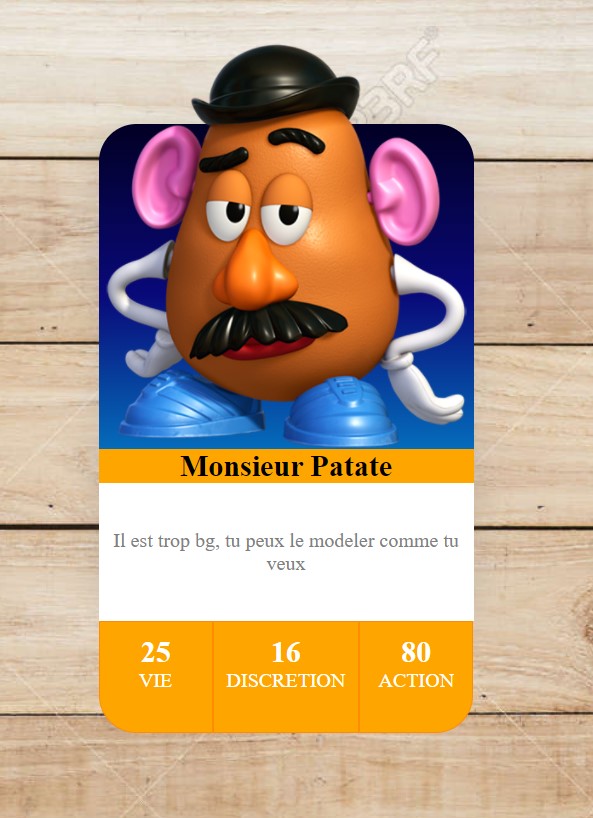 Monsieur Patate
Il est trop bg, tu peux le modeler comme tu
veux
25 16 80
VIE DISCRETION ACTION